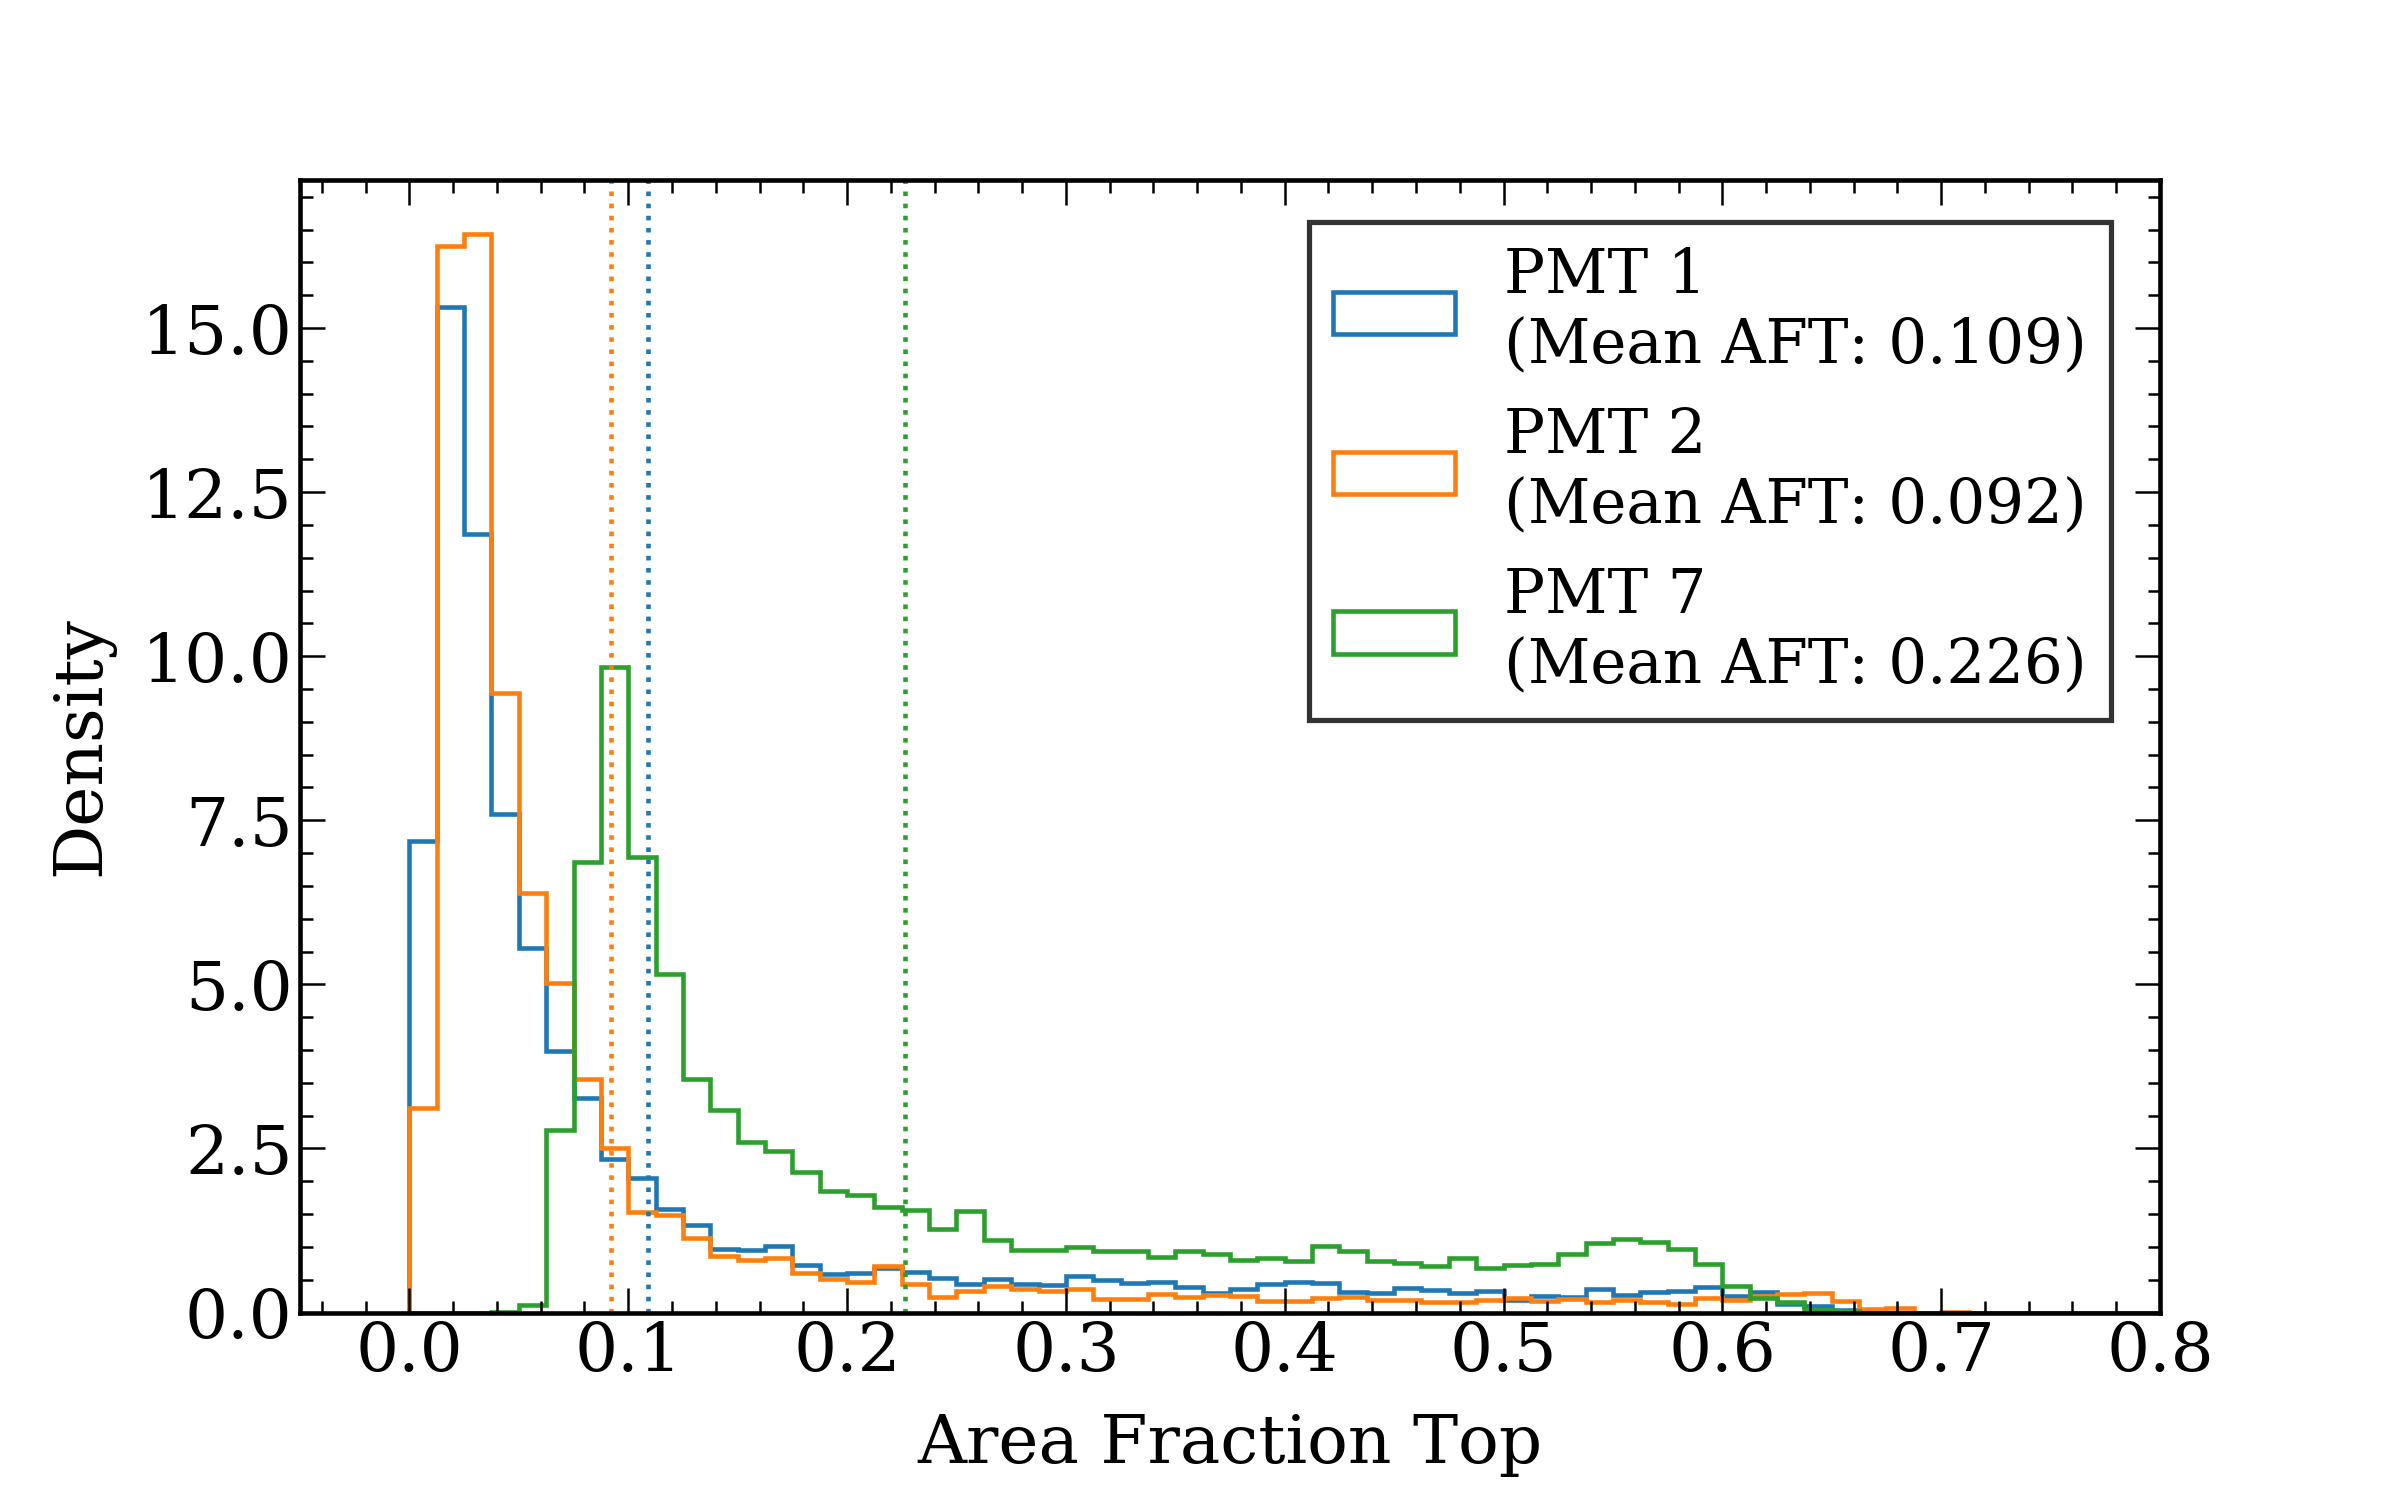 PMT 1
(Mean AFT: 0.109)
PMT 2
(Mean AFT: 0.092)
PMT 7
(Mean AFT: 0.226)
Density
15.0
12.5
10.0
7.5
5.0
2.5
0.0
0.0 0.1 0.2 0.3 0.4 0.5 0.6 0.7 0.8
Area Fraction Top